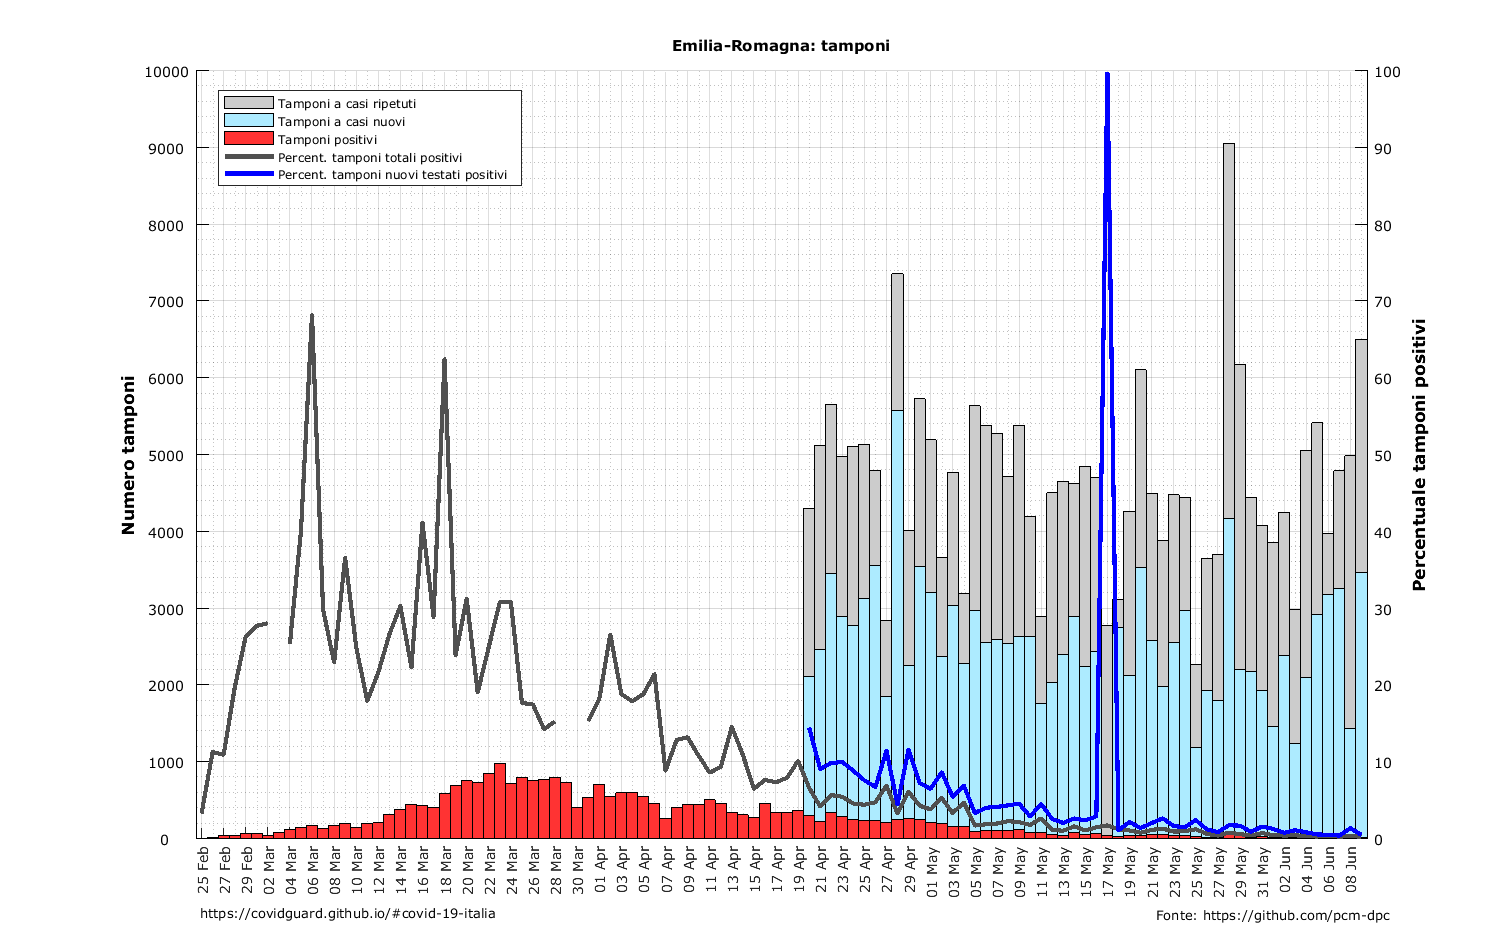 Emilia-Romagna: tamponi
Tamponi a casi ripetuti
Tamponi a casi nuovi
Tamponi positivi
Percent. tamponi totali positivi
Percent. tamponi nuovi testati positivi
Numero tamponi
10000
9000
8000
7000
6000
5000
4000
3000
2000
1000
0
Percentuale tamponi positivi
100
90
80
70
60
50
40
30
20
10
0
25 Feb
27 Feb
29 Feb
02 Mar
04 Mar
06 Mar
08 Mar
10 Mar
12 Mar
14 Mar
16 Mar
18 Mar
20 Mar
22 Mar
24 Mar
26 Mar
28 Mar
30 Mar
01 Apr
03 Apr
05 Apr
07 Apr
09 Apr
11 Apr
13 Apr
15 Apr
17 Apr
19 Apr
21 Apr
23 Apr
25 Apr
27 Apr
29 Apr
01 May
03 May
05 May
07 May
09 May
11 May
13 May
15 May
17 May
19 May
21 May
23 May
25 May
27 May
29 May
31 May
02 Jun
04 Jun
06 Jun
08 Jun
https://covidguard.github.io/#covid-19-italia
Fonte: https://github.com/pcm-dpc